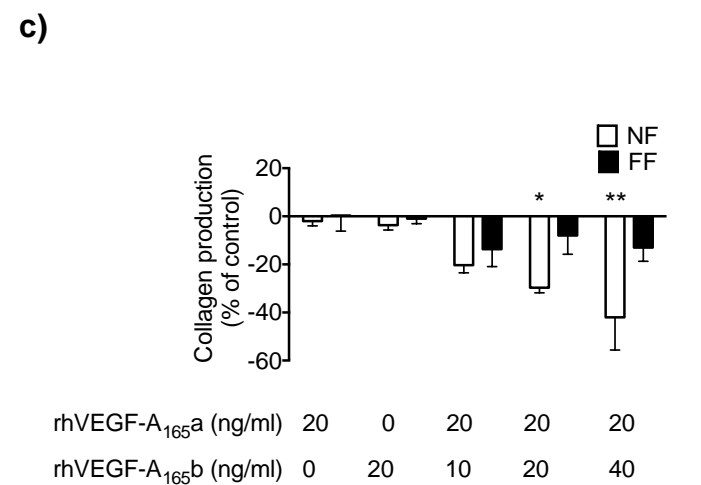 c)
NF
FF
Collagen production
(% of control)
20
0
-20
-40
-60
*
**
rhVEGF-A165a (ng/ml) 20 0 20 20 20
rhVEGF-A165b (ng/ml) 0 20 10 20 40